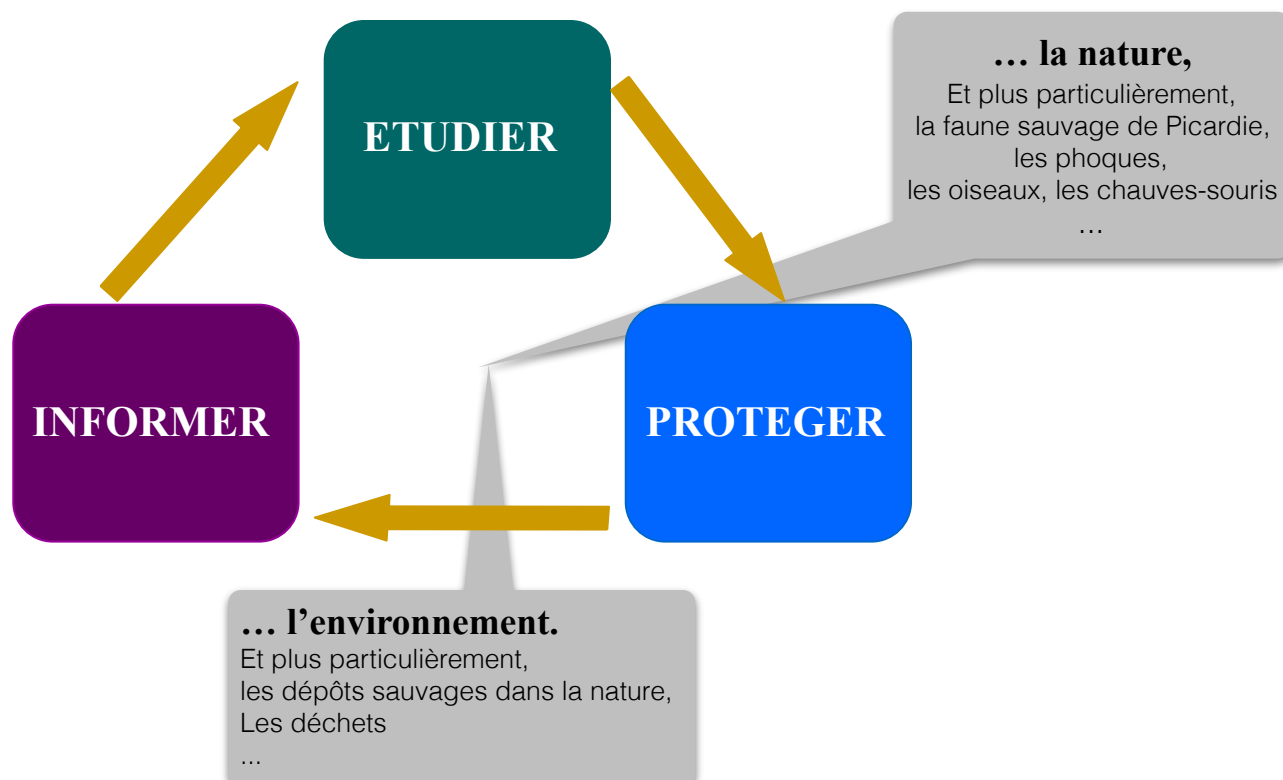 ETUDIER
… la nature,
Et plus particulièrement,
la faune sauvage de Picardie,
les phoques,
les oiseaux, les chauves-souris
…
INFORMER
PROTEGER
… l’environnement.
Et plus particulièrement,
les dépôts sauvages dans la nature,
Les déchets
...